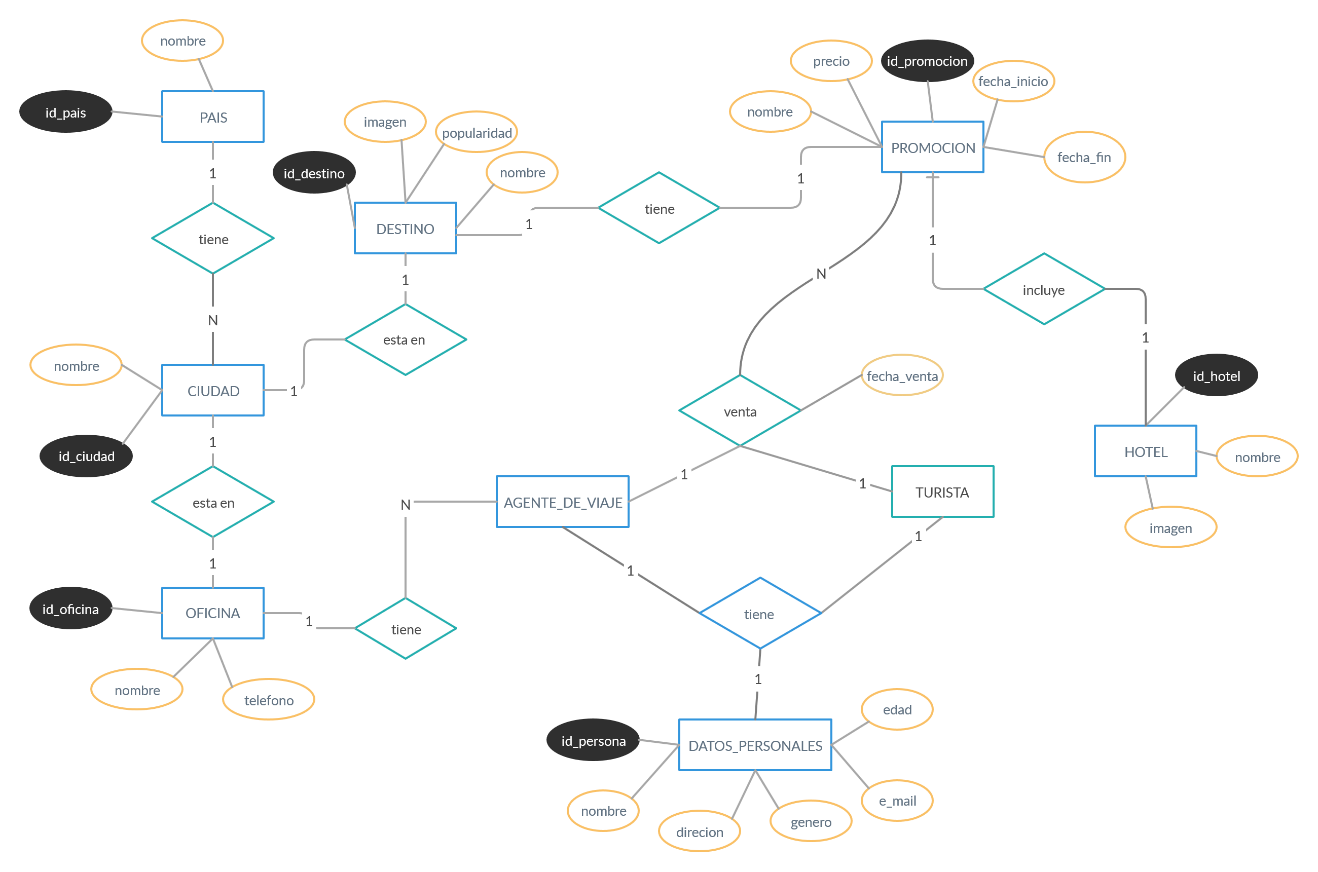 nombre
id_pais
PAIS
1
tiene
N
nombre
CIUDAD
id_ciudad
1
esta en
1
id_oficina
OFICINA
nombre
telefono
1
tiene
N
imagen
popularidad
id_destino
nombre
DESTINO
1
esta en
1
1
tiene
1
precio
id_promocion
fecha_inicio
nombre
PROMOCION
fecha_fin
N
1
incluye
1
id_hotel
HOTEL
nombre
imagen
fecha_venta
venta
1
1
AGENTE_DE_VIAJE
TURISTA
1
1
tiene
1
id_persona
DATOS_PERSONALES
edad
e_mail
nombre
direcion
genero